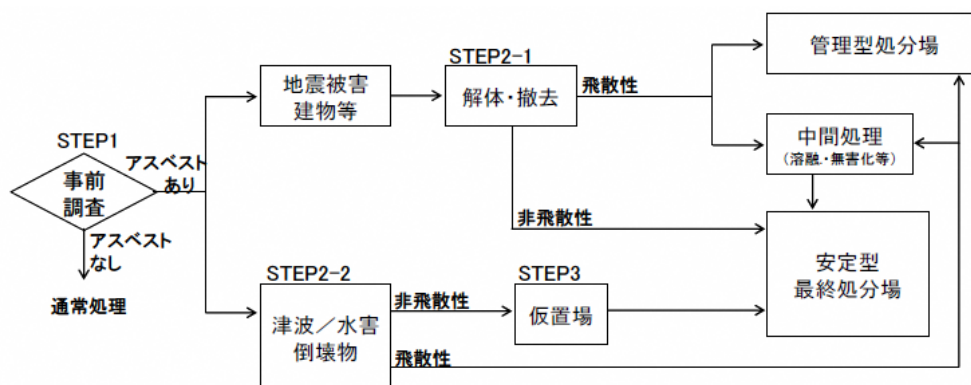 STEP1
事前
調査
アスベスト
あり
アスベスト
なし
通常処理
地震被害
建物等
STEP2-1
解体・撤去
飛散性
非飛散性
管理型処分場
中間処理
(溶融・無害化等)
安定型
最終処分場
STEP2-2
津波/水害
倒壊物
非飛散性
飛散性
STEP3
仮置場